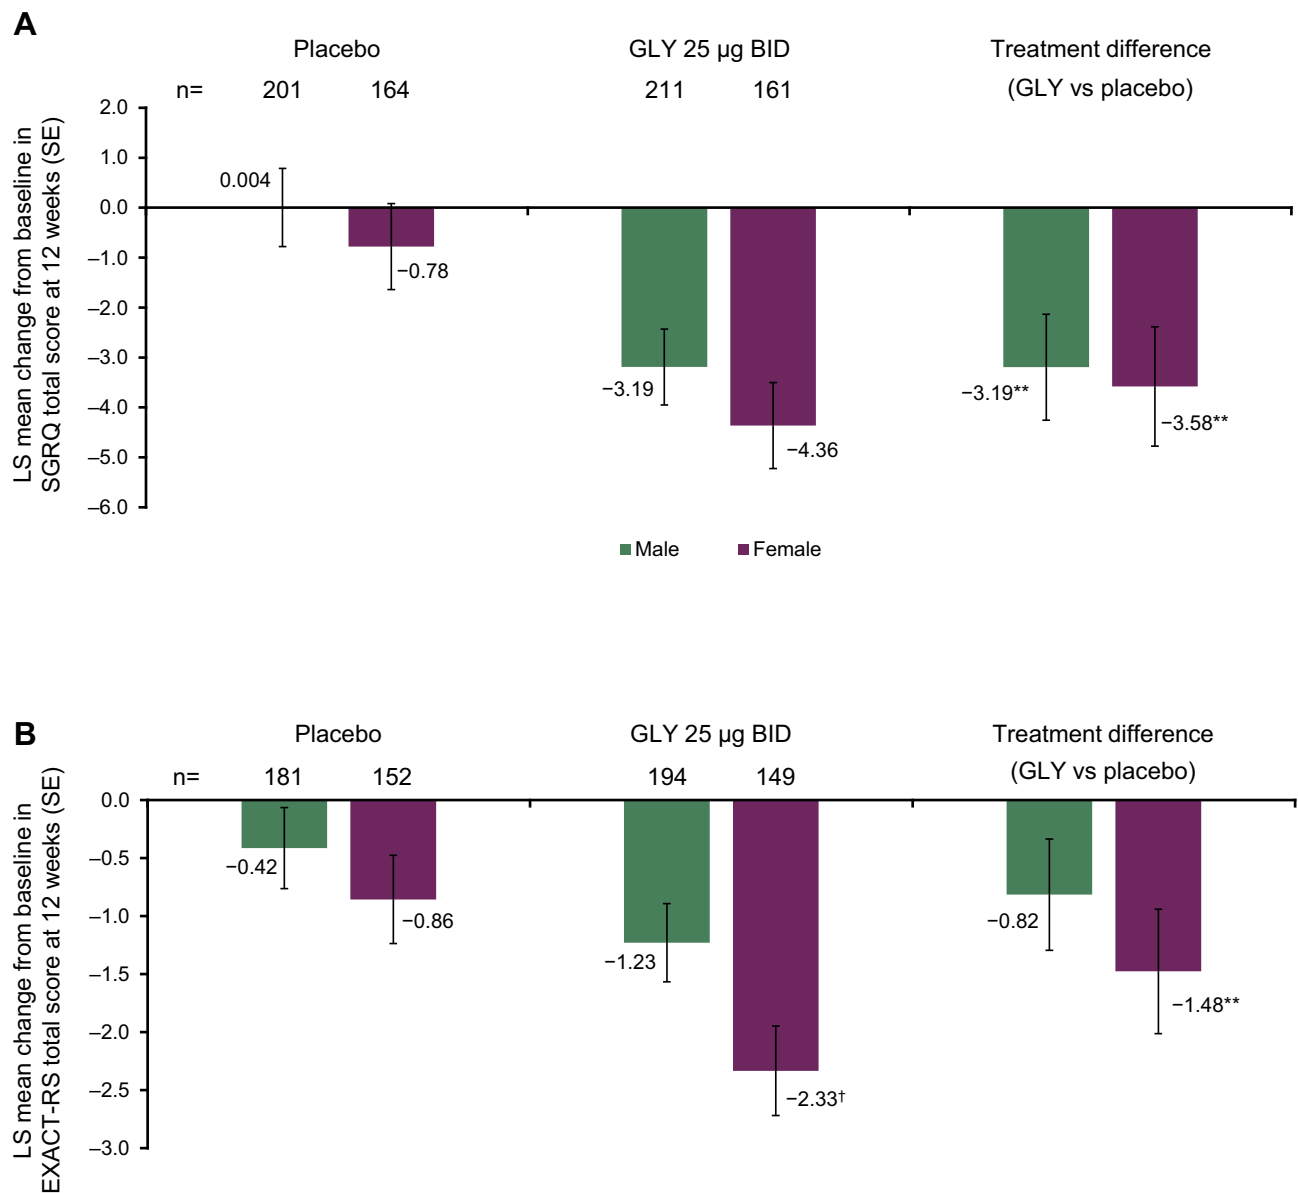 A
Placebo
GLY 25 µg BID
Treatment difference
(GLY vs placebo)
n=
201
164
211
161
LS mean change from baseline in
SGRQ total score at 12 weeks (SE)
2.0
1.0
0.0
–1.0
–2.0
–3.0
–4.0
–5.0
–6.0
0.004
−0.78
−3.19
−4.36
−3.19**
−3.58**
Male
Female
B
Placebo
GLY 25 µg BID
Treatment difference
(GLY vs placebo)
n=
181
152
194
149
LS mean change from baseline in
EXACT-RS total score at 12 weeks (SE)
0.0
–0.5
–1.0
–1.5
–2.0
–2.5
–3.0
−0.42
−0.86
−1.23
−2.33†
−0.82
−1.48**